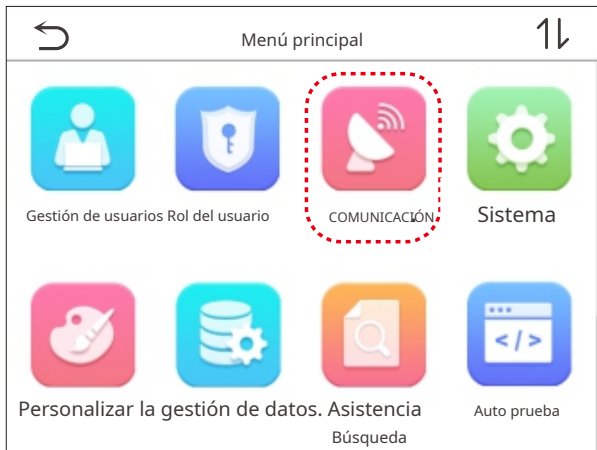 Menú principal
Gestión de usuarios Rol del usuario COMUNICACIÓN Sistema
</>
Personalizar la gestión de datos. Asistencia Auto prueba
Búsqueda